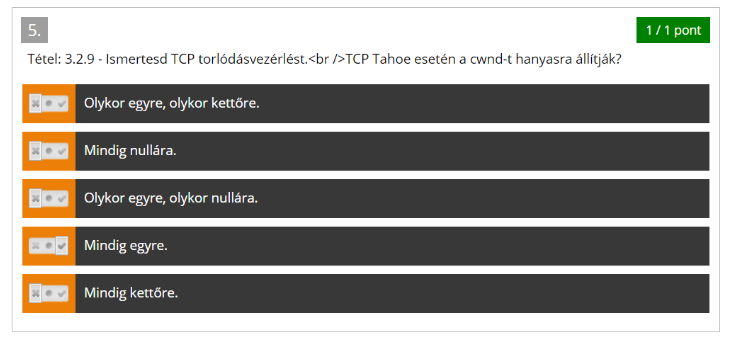 5.
1 / 1 pont
Tétel: 3.2.9 - Ismertesd TCP torlódásvezérlést.<br />TCP Tahoe esetén a cwnd-t hanyasra állítják?
Olykor egyre, olykor kettőre.
Mindig nullára.
Olykor egyre, olykor nullára.
Mindig egyre.
Mindig kettőre.